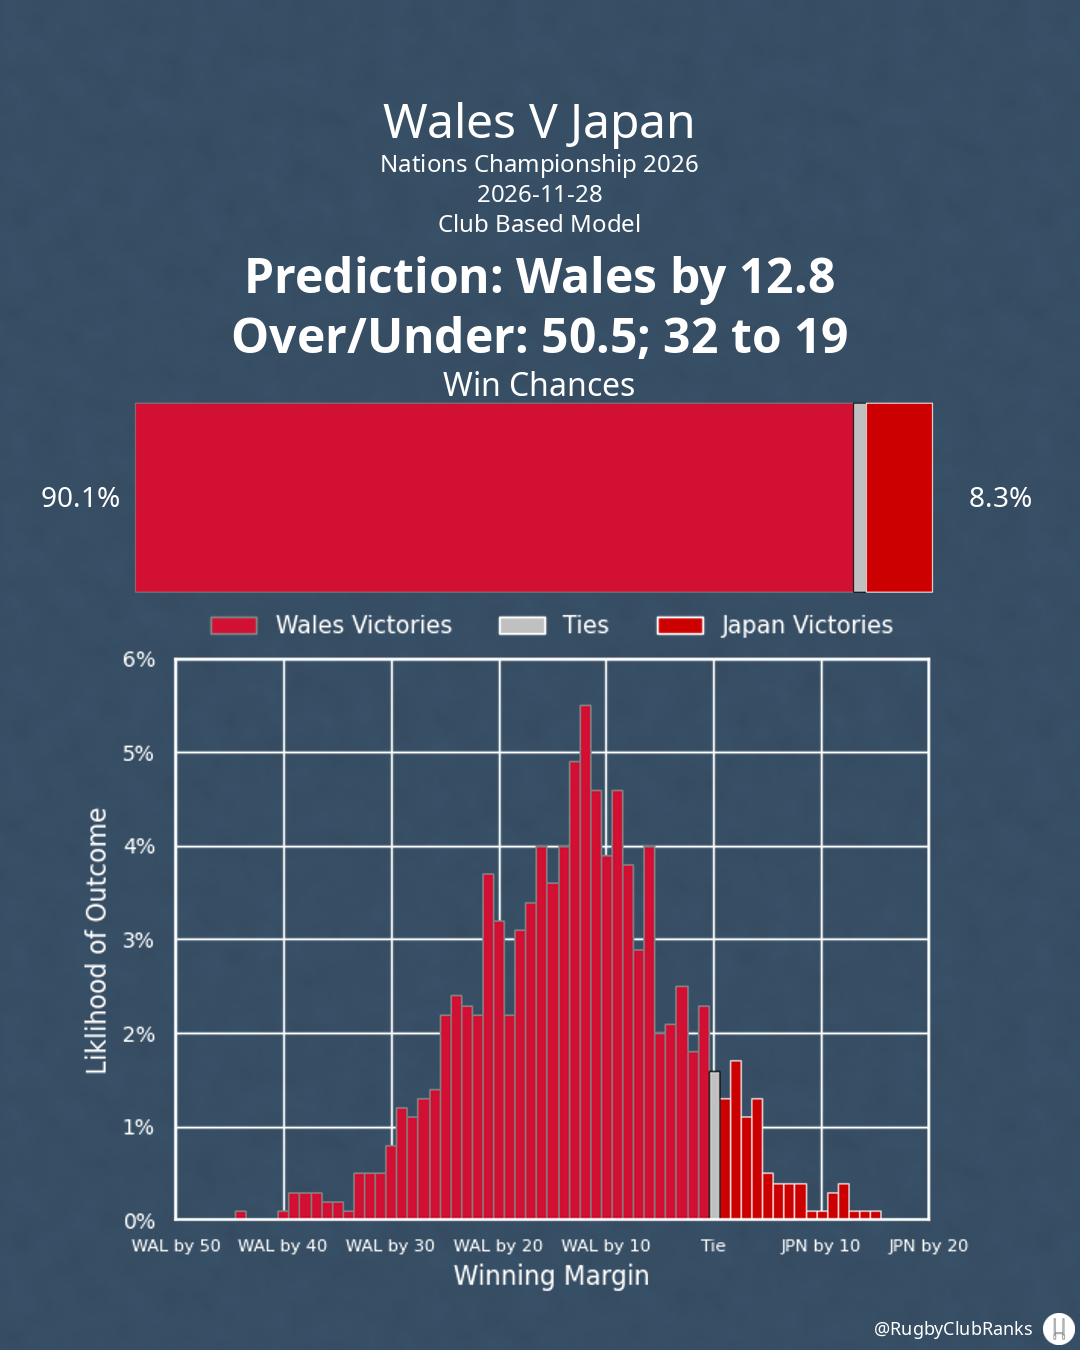 Wales V Japan
Nations Championship 2026
2026-11-28
Club Based Model
Prediction: Wales by 12.8
Over/Under: 50.5; 32 to 19
Win Chances
90.1%
8.3%
Wales Victories
Ties
Japan Victories
6%
5%
4%
3%
2%
1%
0%
Liklihood of Outcome
WAL by 50
WAL by 40
WAL by 30
WAL by 20
WAL by 10
Tie
JPN by 10
JPN by 20
Winning Margin
@RugbyClubRanks